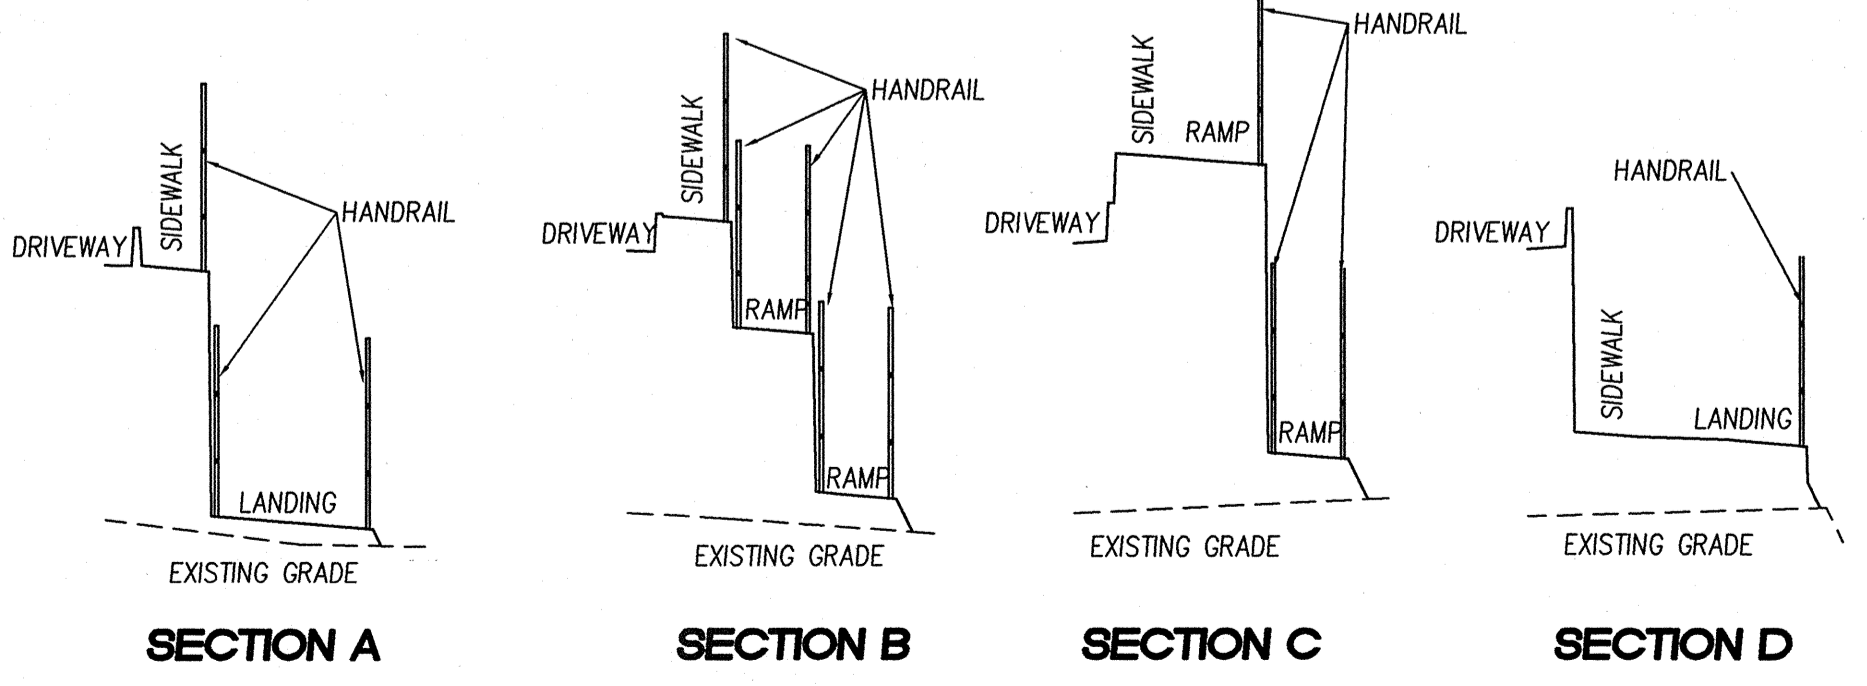 SIDEWALK
HANDRAIL
DRIVEWAY
LANDING
EXISTING GRADE
SECTION A
HANDRAIL
SIDEWALK
DRIVEWAY
RAMP
RAMP
EXISTING GRADE
SECTION B
HANDRAIL
SIDEWALK
RAMP
DRIVEWAY
RAMP
EXISTING GRADE
SECTION C
HANDRAIL
DRIVEWAY
SIDEWALK
LANDING
EXISTING GRADE
SECTION D